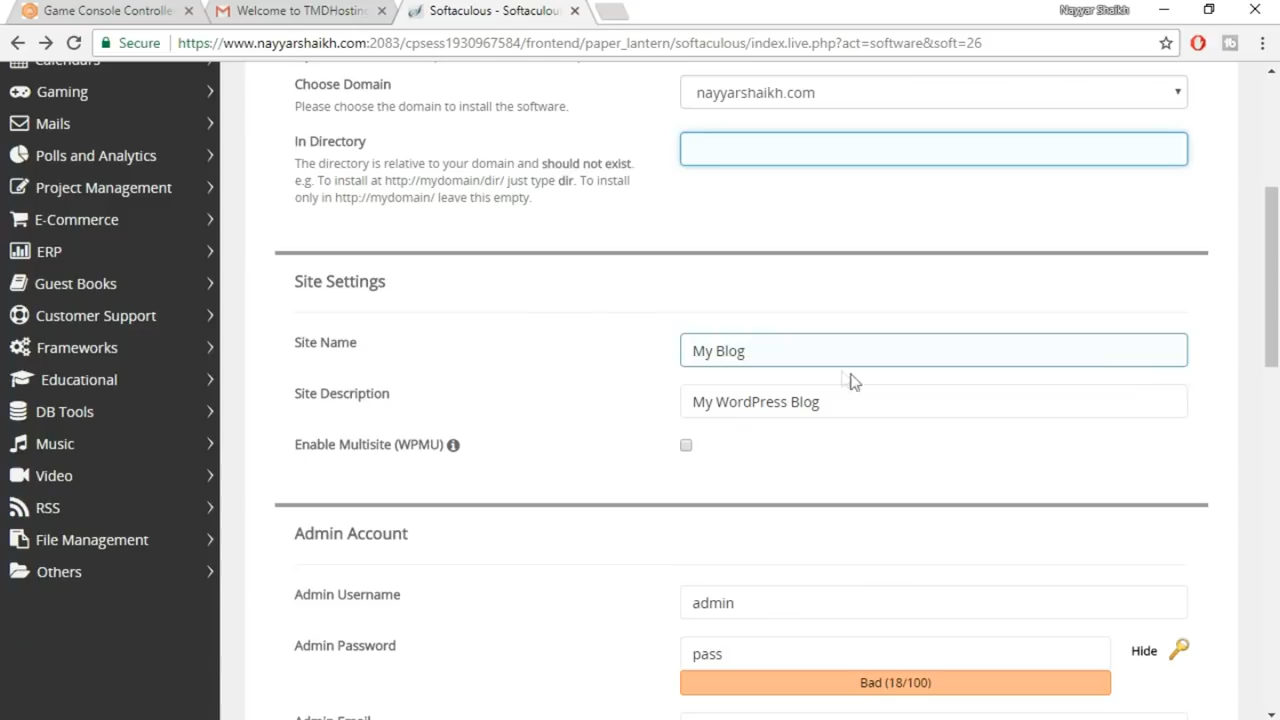 Game Console Controlle
Welcome to TMDHosting
Softaculous - Softaculou
Nayyar Shaikh
Secure
https://www.nayyarshaikh.com:2083/cpsess1930967584/frontend/paper_lantern/softaculous/index.live.php?act=software&soft=26
Calendars
Gaming
Mails
Polls and Analytics
Project Management
E-Commerce
ERP
Guest Books
Customer Support
Frameworks
Educational
DB Tools
Music
Video
RSS
File Management
Others
Choose Domain
Please choose the domain to install the software.
nayyarshaikh.com
In Directory
The directory is relative to your domain and should not exist.
e.g. To install at http://mydomain/dir/ just type dir. To install
only in http://mydomain/ leave this empty.
Site Settings
Site Name
My Blog
Site Description
My WordPress Blog
Enable Multisite (WPMU)
Admin Account
Admin Username
admin
Admin Password
pass
Hide
Bad (18/100)
Admin Email